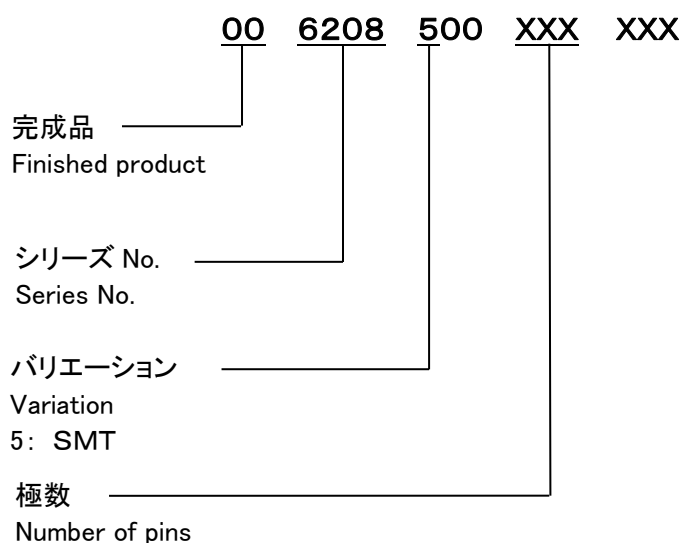 00 6208 500 XXX XXX
完成品
Finished product
シリーズ No.
Series No.
バリエーション
Variation
5: SMT
極数
Number of pins